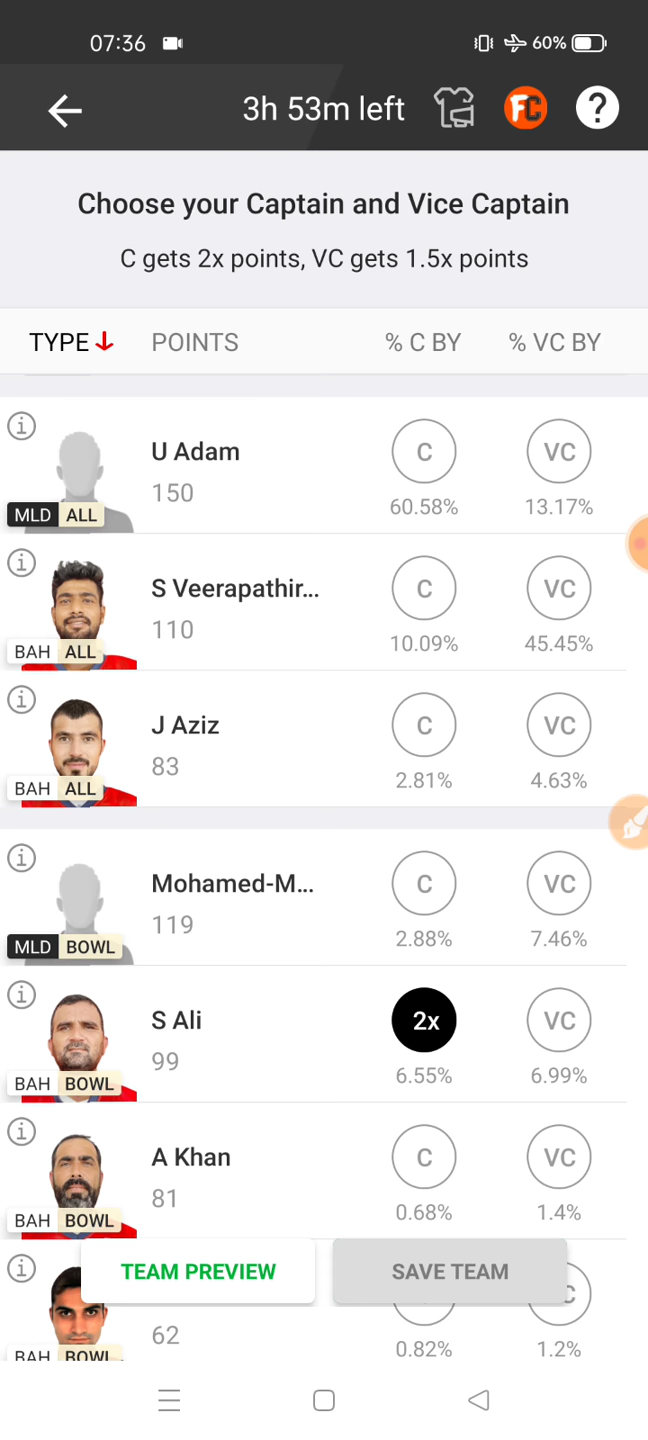 07:36 60%
3h 53m left FC ?
Choose your Captain and Vice Captain
C gets 2x points, VC gets 1.5x points
TYPE POINTS % C BY % VC BY
U Adam C VC
150 60.58% 13.17%
MLD ALL
S Veerapathir... C VC
110 10.09% 45.45%
BAH ALL
J Aziz C VC
83 2.81% 4.63%
BAH ALL
Mohamed-M... C VC
119 2.88% 7.46%
MLD BOWL
S Ali 2x VC
99 6.55% 6.99%
BAH BOWL
A Khan C VC
81 0.68% 1.4%
BAH BOWL
TEAM PREVIEW SAVE TEAM
62 0.82% 1.2%
BAH BOWL